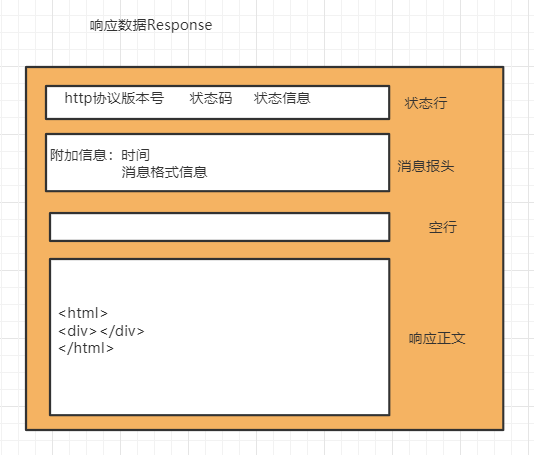 响应数据Response
http协议版本号 状态码 状态信息
状态行
附加信息：时间
消息格式信息
消息报头
空行
<html>
<div></div>
</html>
响应正文